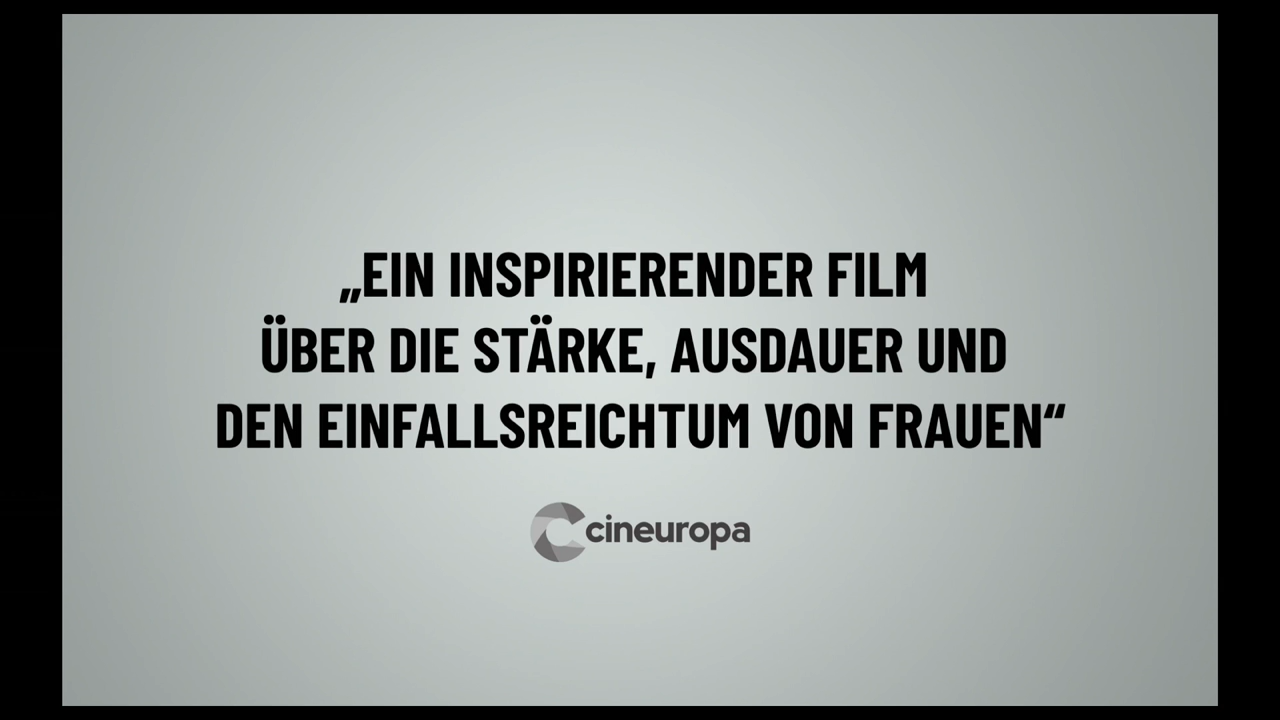 „EIN INSPIRIERENDER FILM
ÜBER DIE STÄRKE, AUSDAUER UND
DEN EINFALLSREICHTUM VON FRAUEN“
cineuropa